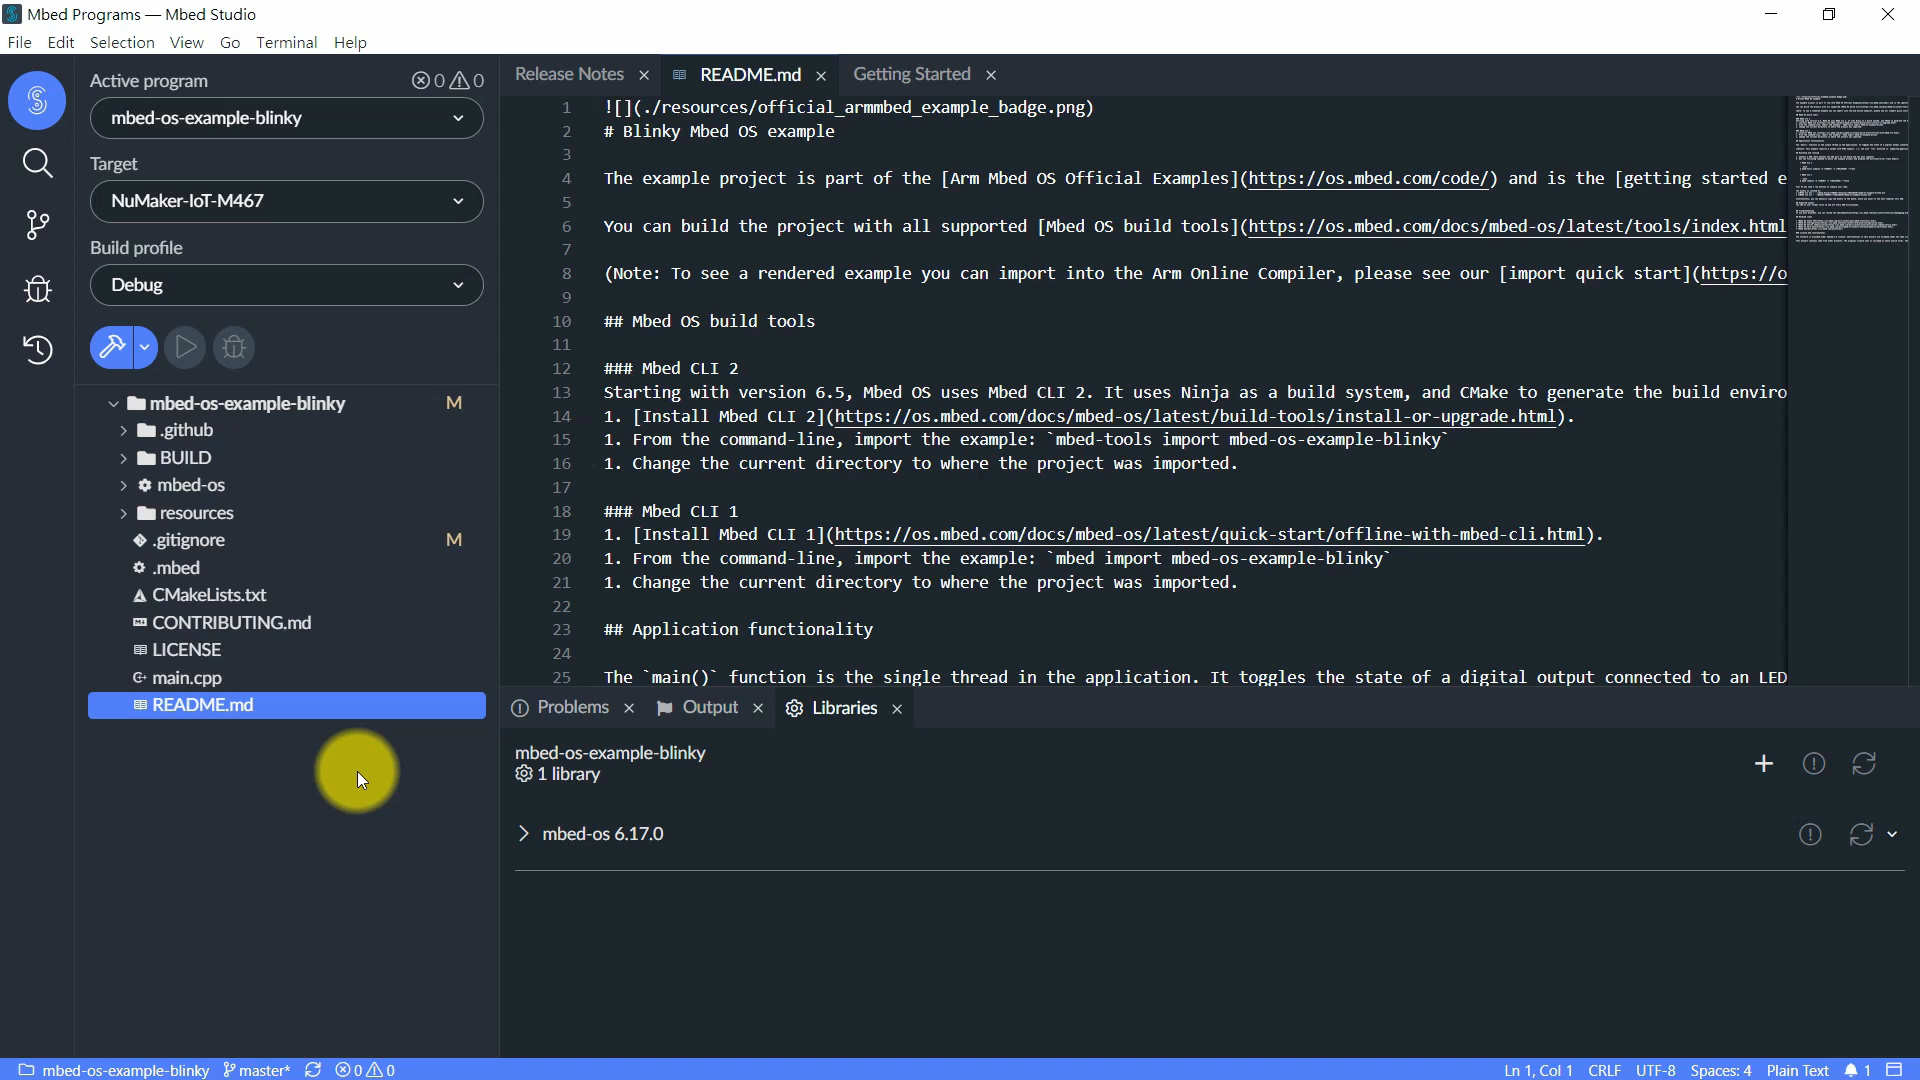 Mbed Programs — Mbed Studio
File Edit Selection View Go Terminal Help
Active program 0 0
mbed-os-example-blinky
Target
NuMaker-IoT-M467
Build profile
Debug
mbed-os-example-blinky M
.github
BUILD
mbed-os
resources
.gitignore M
.mbed
CMakeLists.txt
CONTRIBUTING.md
LICENSE
main.cpp
README.md
Release Notes README.md Getting Started
1 ![](./resources/official_armmbed_example_badge.png)
2 # Blinky Mbed OS example
3
4 The example project is part of the [Arm Mbed OS Official Examples](https://os.mbed.com/code/) and is the [getting started e
5
6 You can build the project with all supported [Mbed OS build tools](https://os.mbed.com/docs/mbed-os/latest/tools/index.html
7
8 (Note: To see a rendered example you can import into the Arm Online Compiler, please see our [import quick start](https://o
9
10 ## Mbed OS build tools
11
12 ### Mbed CLI 2
13 Starting with version 6.5, Mbed OS uses Mbed CLI 2. It uses Ninja as a build system, and CMake to generate the build enviro
14 1. [Install Mbed CLI 2](https://os.mbed.com/docs/mbed-os/latest/build-tools/install-or-upgrade.html).
15 1. From the command-line, import the example: `mbed-tools import mbed-os-example-blinky`
16 1. Change the current directory to where the project was imported.
17
18 ### Mbed CLI 1
19 1. [Install Mbed CLI 1](https://os.mbed.com/docs/mbed-os/latest/quick-start/offline-with-mbed-cli.html).
20 1. From the command-line, import the example: `mbed import mbed-os-example-blinky`
21 1. Change the current directory to where the project was imported.
22
23 ## Application functionality
24
25 The `main()` function is the single thread in the application. It toggles the state of a digital output connected to an LED
Problems Output Libraries
mbed-os-example-blinky
1 library
mbed-os 6.17.0
mbed-os-example-blinky master* 0 0 Ln 1, Col 1 CRLF UTF-8 Spaces: 4 Plain Text 1